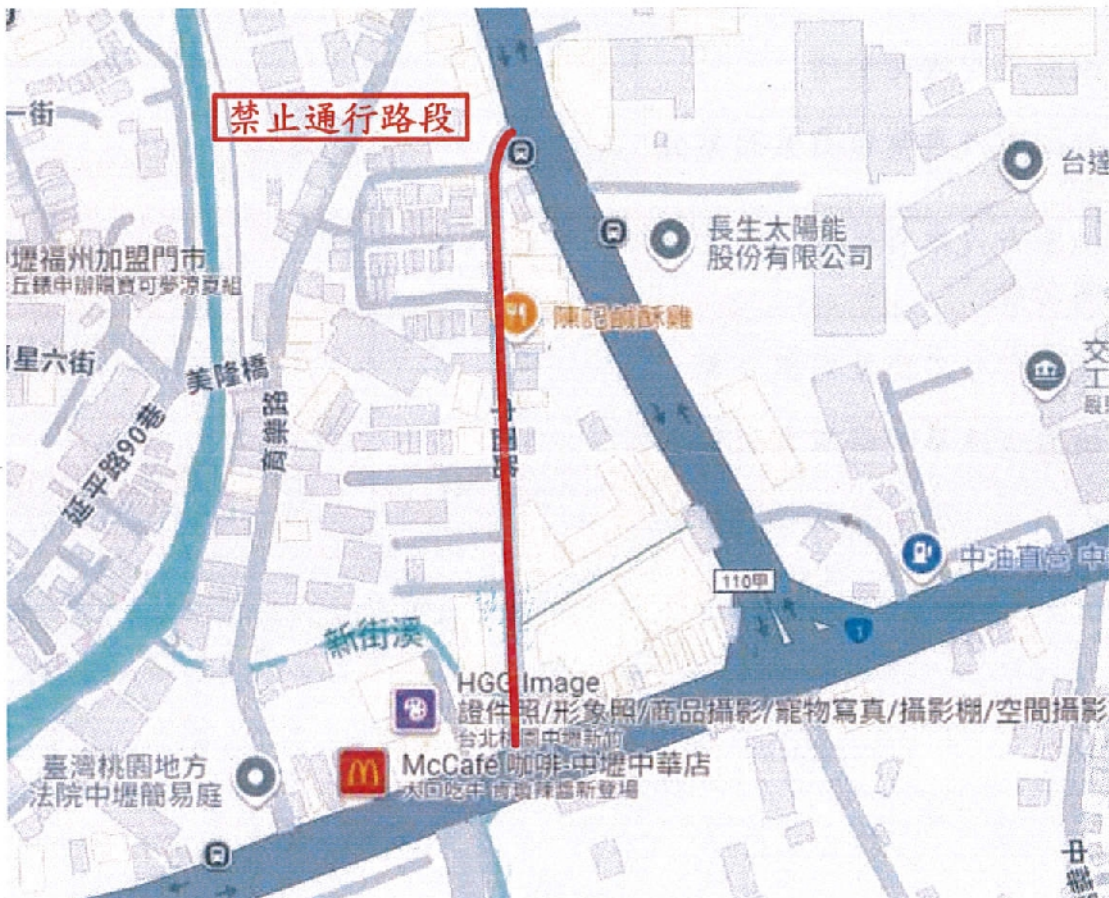 一街
禁止通行路段
台達
長生太陽能
股份有限公司
壢福州加盟門市
星六街
美隆橋
延平路90巷
育樂路
110甲
中油直營 中
1
新街溪
HGG Image
證件照/形象照/商品攝影/寵物寫真/攝影棚/空間攝影
McCafé 咖啡-中壢中華店
臺灣桃園地方
法院中壢簡易庭